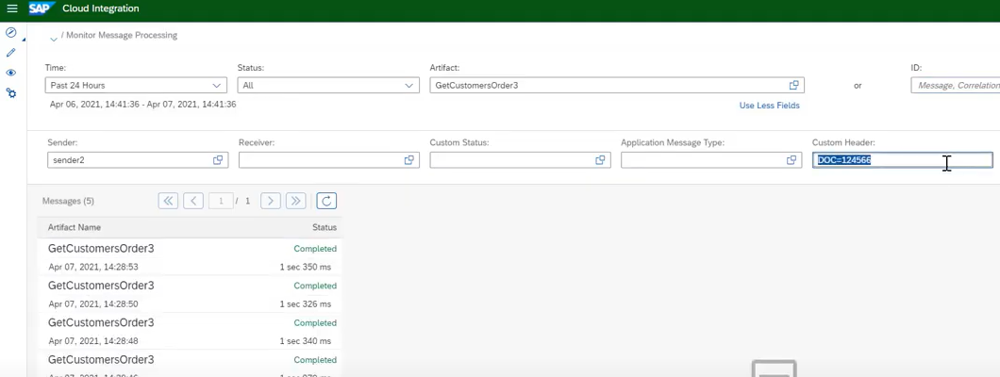 SAP Cloud Integration
/ Monitor Message Processing
Time: Status: Artifact: ID:
Past 24 Hours All GetCustomersOrder3 or Message, Correlation
Apr 06, 2021, 14:41:36 - Apr 07, 2021, 14:41:36 Use Less Fields
Sender: Receiver: Custom Status: Application Message Type: Custom Header:
sender2 DOC=124566
Messages (5) 1 / 1
Artifact Name Status
GetCustomersOrder3 Completed
Apr 07, 2021, 14:28:53 1 sec 350 ms
GetCustomersOrder3 Completed
Apr 07, 2021, 14:28:50 1 sec 326 ms
GetCustomersOrder3 Completed
Apr 07, 2021, 14:28:48 1 sec 340 ms
GetCustomersOrder3 Completed